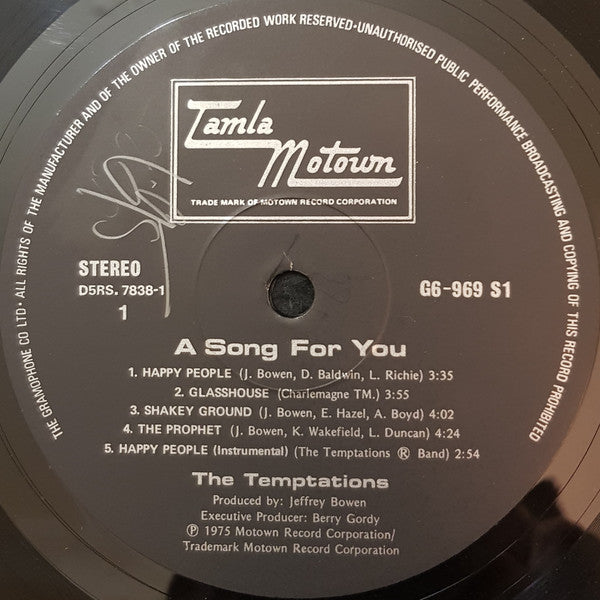 THE GRAMOPHONE CO LTD · ALL RIGHTS OF THE MANUFACTURER AND OF THE OWNER OF THE RECORDED WORK RESERVED · UNAUTHORISED PUBLIC PERFORMANCE BROADCASTING AND COPYING OF THIS RECORD PROHIBITED
Tamla
Motown
TRADE MARK OF MOTOWN RECORD CORPORATION
STEREO
D5RS. 7838-1
1
G6-969 S1
A Song For You
1. HAPPY PEOPLE (J. Bowen, D. Baldwin, L. Richie) 3:35
2. GLASSHOUSE (Charlemagne TM.) 3:55
3. SHAKEY GROUND (J. Bowen, E. Hazel, A. Boyd) 4:02
4. THE PROPHET (J. Bowen, K. Wakefield, L. Duncan) 4:24
5. HAPPY PEOPLE (Instrumental) (The Temptations Ⓡ Band) 2:54
The Temptations
Produced by: Jeffrey Bowen
Executive Producer: Berry Gordy
Ⓟ 1975 Motown Record Corporation/
Trademark Motown Record Corporation